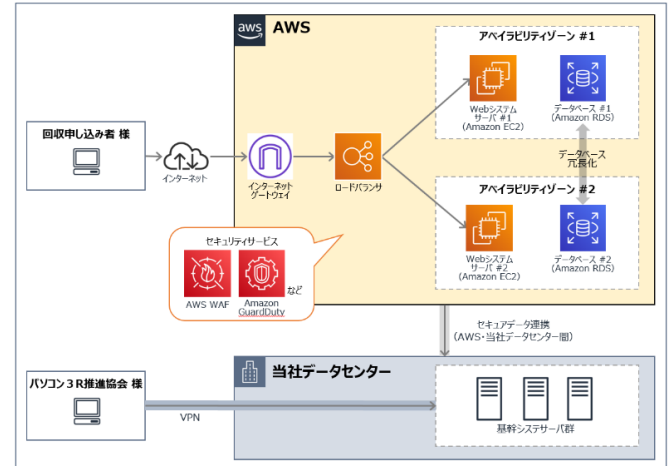 aws
AWS
アベイラビリティゾーン #1
Webシステム
サーバ #1
(Amazon EC2)
データベース #1
(Amazon RDS)
回収申し込み者 様
インターネット
インターネット
ゲートウェイ
ロードバランサ
データベース
冗長化
アベイラビリティゾーン #2
Webシステム
サーバ #2
(Amazon EC2)
データベース #2
(Amazon RDS)
セキュリティサービス
AWS WAF
Amazon
GuardDuty
など
セキュアデータ連携
(AWS・当社データセンター間)
当社データセンター
パソコン3R推進協会 様
VPN
基幹システサーバ群